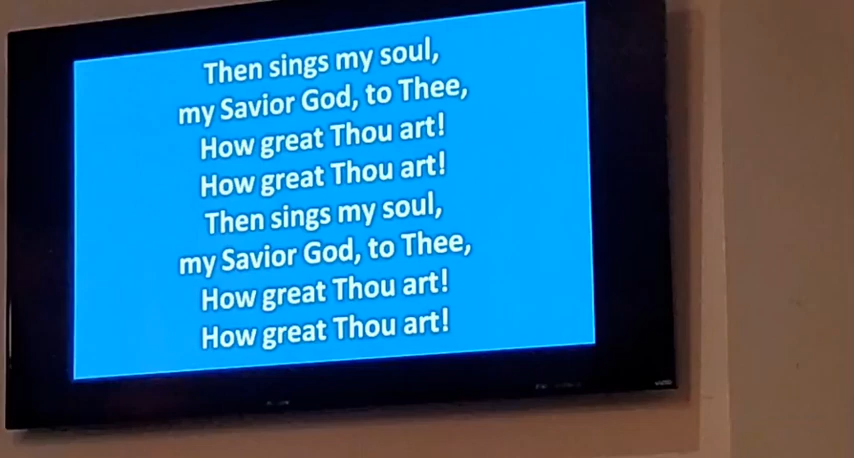 Then sings my soul,
my Savior God, to Thee,
How great Thou art!
How great Thou art!
Then sings my soul,
my Savior God, to Thee,
How great Thou art!
How great Thou art!